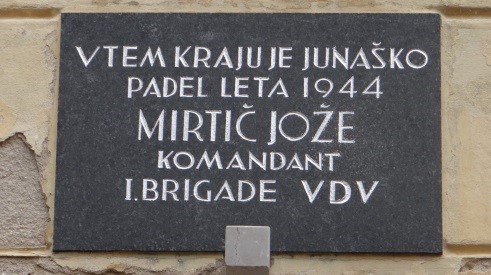 V TEM KRAJU JE JUNAŠKO
PADEL LETA 1944
MIRTIČ JOŽE
KOMANDANT
I. BRIGADE VDV